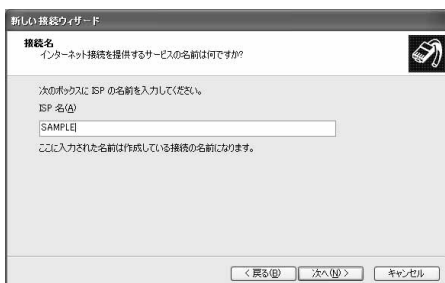 新しい接続ウィザード
接続名
インターネット接続を提供するサービスの名前は何ですか?
次のボックスに ISP の名前を入力してください。
ISP 名(A)
SAMPLE
ここに入力された名前は作成している接続の名前になります。
< 戻る(B) 次へ(N) > キャンセル